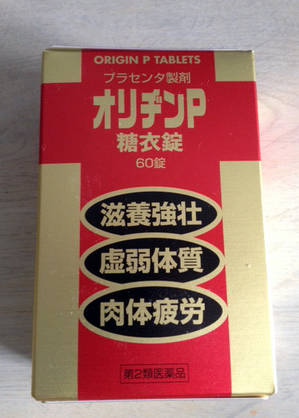 ORIGIN P TABLETS
プラセンタ製剤
オリヂンP
糖衣錠
60錠
滋養強壮
虚弱体質
肉体疲労
第2類医薬品